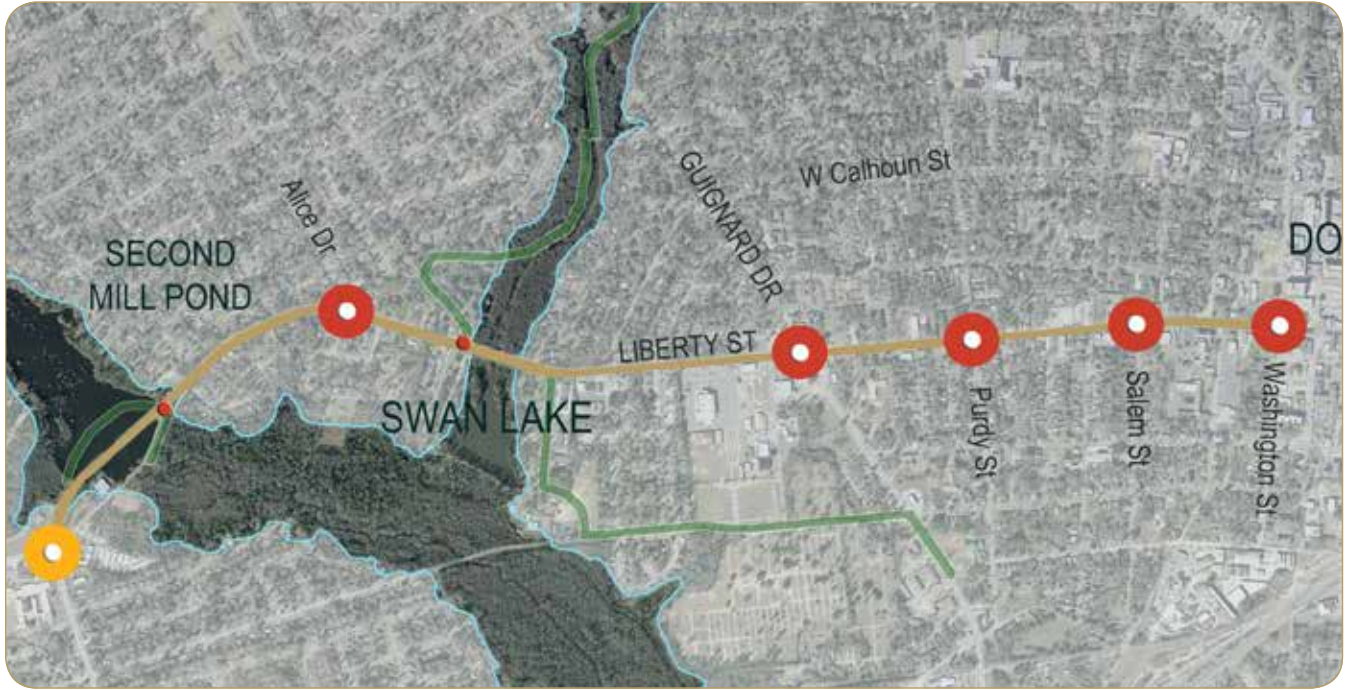 W Calhoun St
GUIGNARD DR
Alice Dr
SECOND
MILL POND
DO
LIBERTY ST
SWAN LAKE
Purdy St
Salem St
Washington St